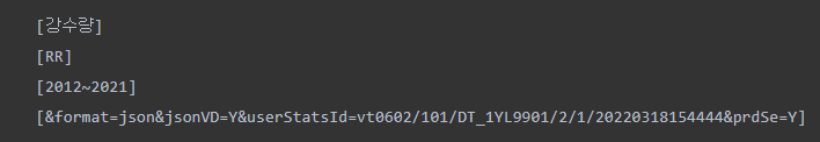 [강수량]
[RR]
[2012~2021]
[&format=json&jsonVD=Y&userStatsId=vt0602/101/DT_1YL9901/2/1/20220318154444&prdSe=Y]